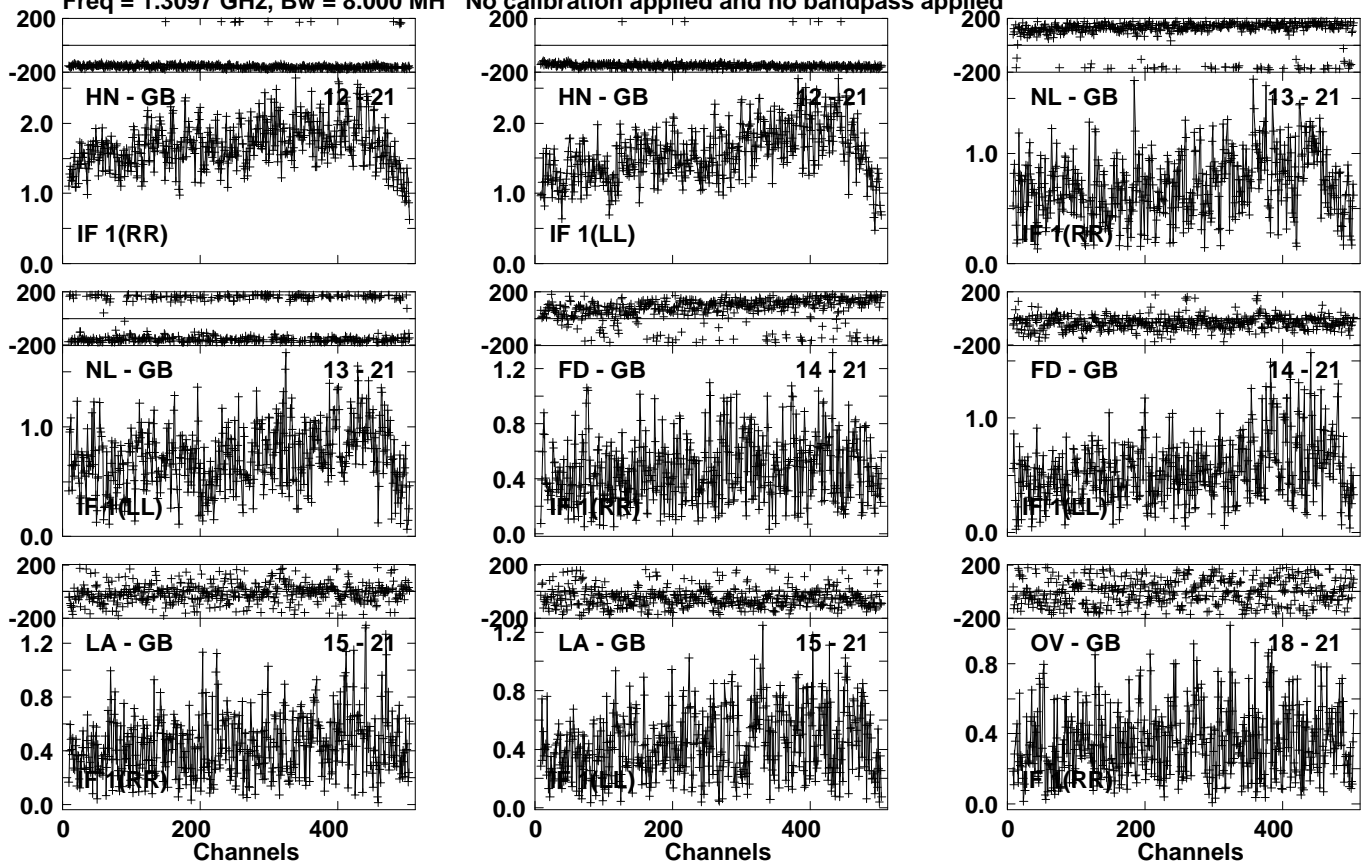 Freq = 1.3097 GHz, Bw = 8.000 MH   No calibration applied and no bandpass applied
200
-200
HN - GB 12 - 21
2.0
1.0
IF 1(RR)
0.0
HN - GB 12 - 21
IF 1(LL)
200
-200
NL - GB 13 - 21
1.0
IF 1(RR)
200
-200
2.0
1.0
0.0
200
-200
NL - GB 13 - 21
1.0
IF 1(LL)
0.0
200
-200
1.2
FD - GB 14 - 21
0.8
0.4
IF 1(RR)
0.0
200
-200
FD - GB 14 - 21
1.0
IF 1(LL)
0.0
200
-200
1.2
LA - GB 15 - 21
0.8
0.4
IF 1(RR)
0.0
0 200 400
Channels
200
-200
1.2
LA - GB 15 - 21
0.8
0.4
IF 1(LL)
0.0
0 200 400
Channels
200
-200
OV - GB 18 - 21
0.8
0.4
IF 1(RR)
0.0
0 200 400
Channels